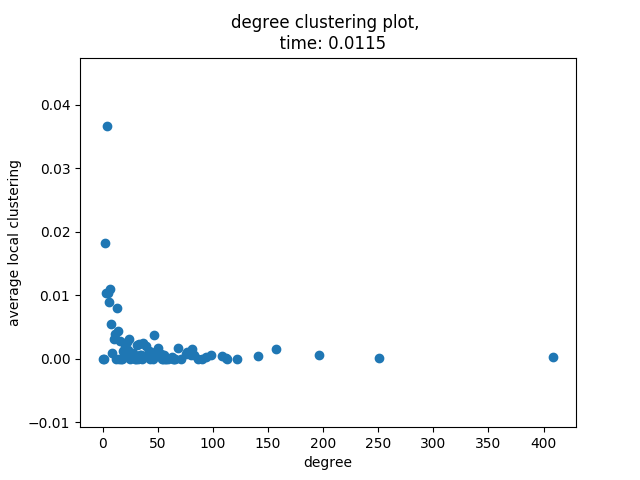 degree clustering plot,
time: 0.0115
0.04
0.03
0.02
0.01
0.00
−0.01
average local clustering
0 50 100 150 200 250 300 350 400
degree